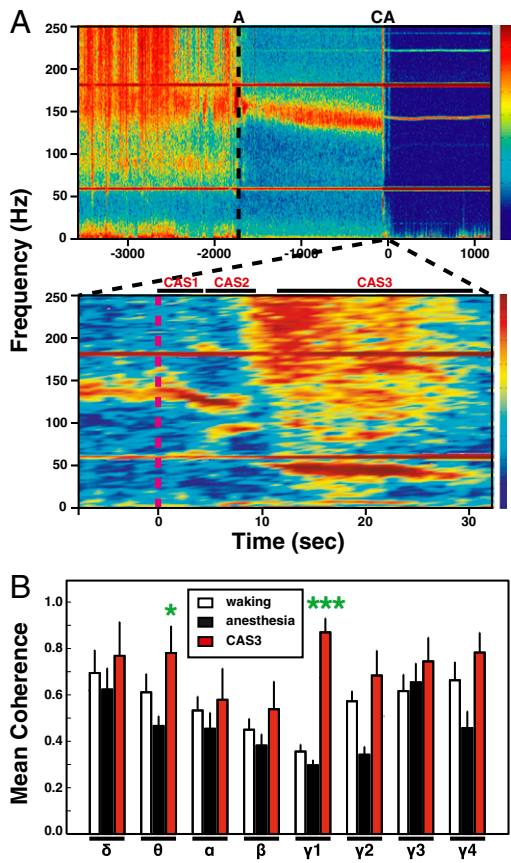 A
A CA
250
200
150
100
50
0
-3000 -2000 -1000 0 1000
Frequency (Hz)
CAS1 CAS2 CAS3
250
200
150
100
50
0
0 10 20 30
Time (sec)
B
Mean Coherence
1.0
0.8
0.6
0.4
0.2
0.0
waking
anesthesia
CAS3
*
***
δ θ α β γ1 γ2 γ3 γ4